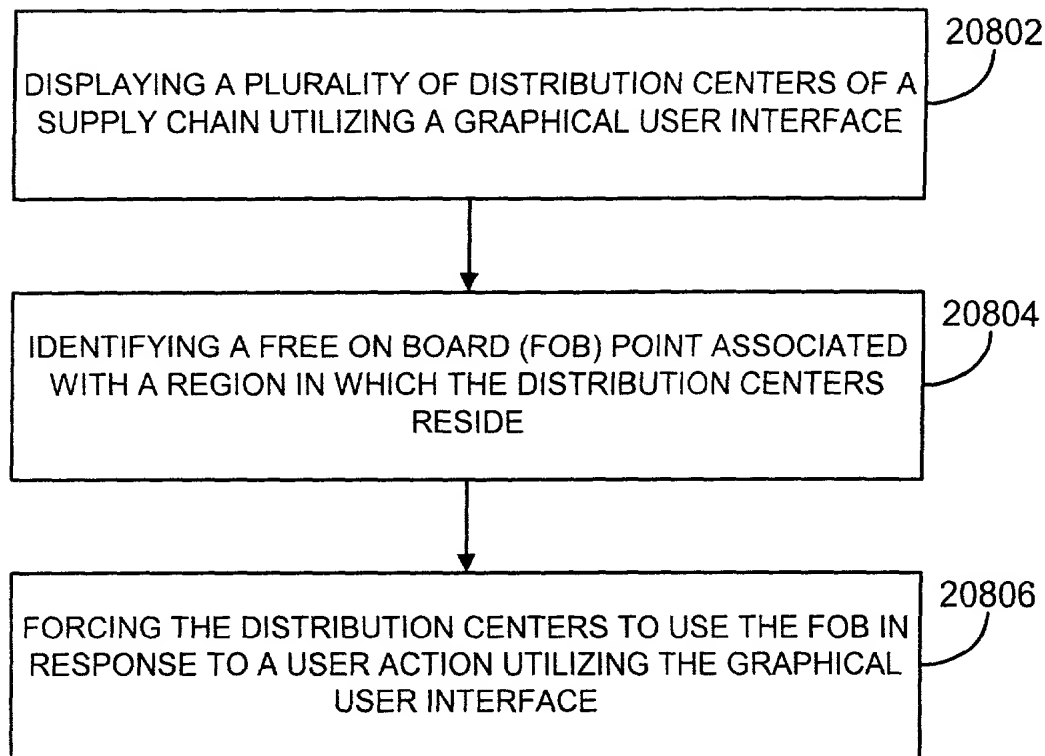 20802
DISPLAYING A PLURALITY OF DISTRIBUTION CENTERS OF A
SUPPLY CHAIN UTILIZING A GRAPHICAL USER INTERFACE
20804
IDENTIFYING A FREE ON BOARD (FOB) POINT ASSOCIATED
WITH A REGION IN WHICH THE DISTRIBUTION CENTERS
RESIDE
20806
FORCING THE DISTRIBUTION CENTERS TO USE THE FOB IN
RESPONSE TO A USER ACTION UTILIZING THE GRAPHICAL
USER INTERFACE